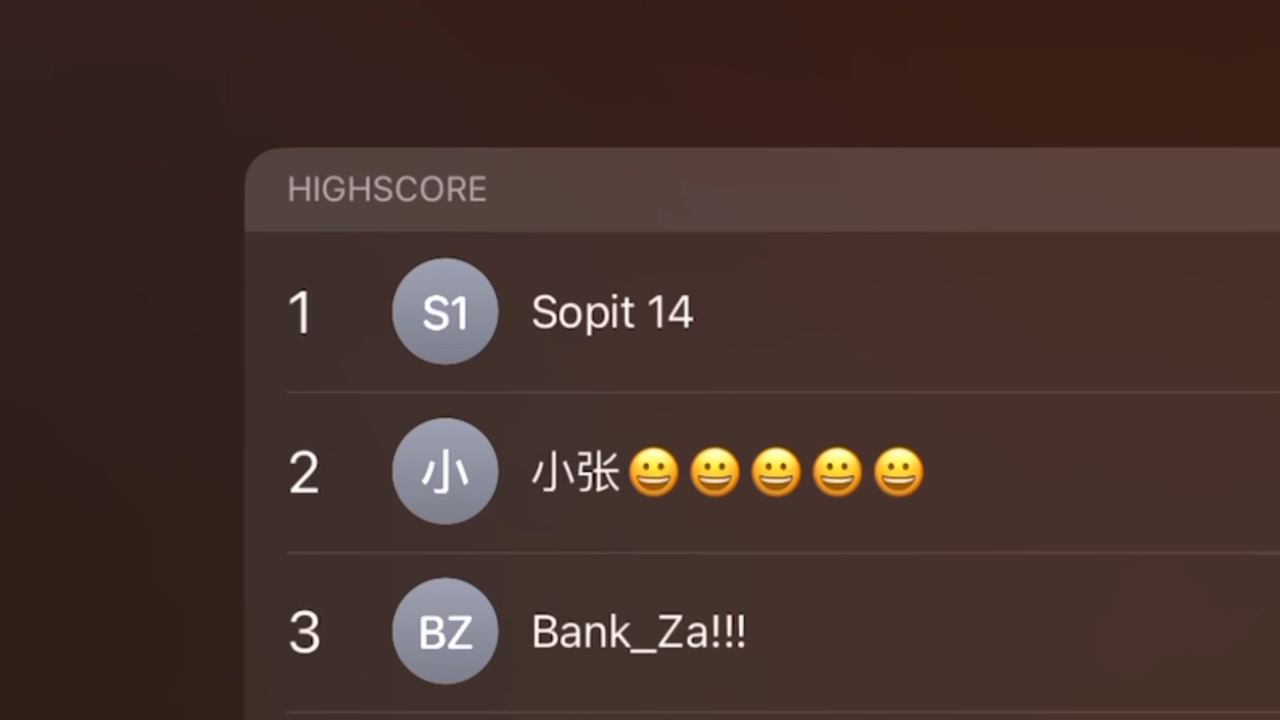 HIGHSCORE
1 S1 Sopit 14
2 小 小张😀😀😀😀😀
3 BZ Bank_Za!!!